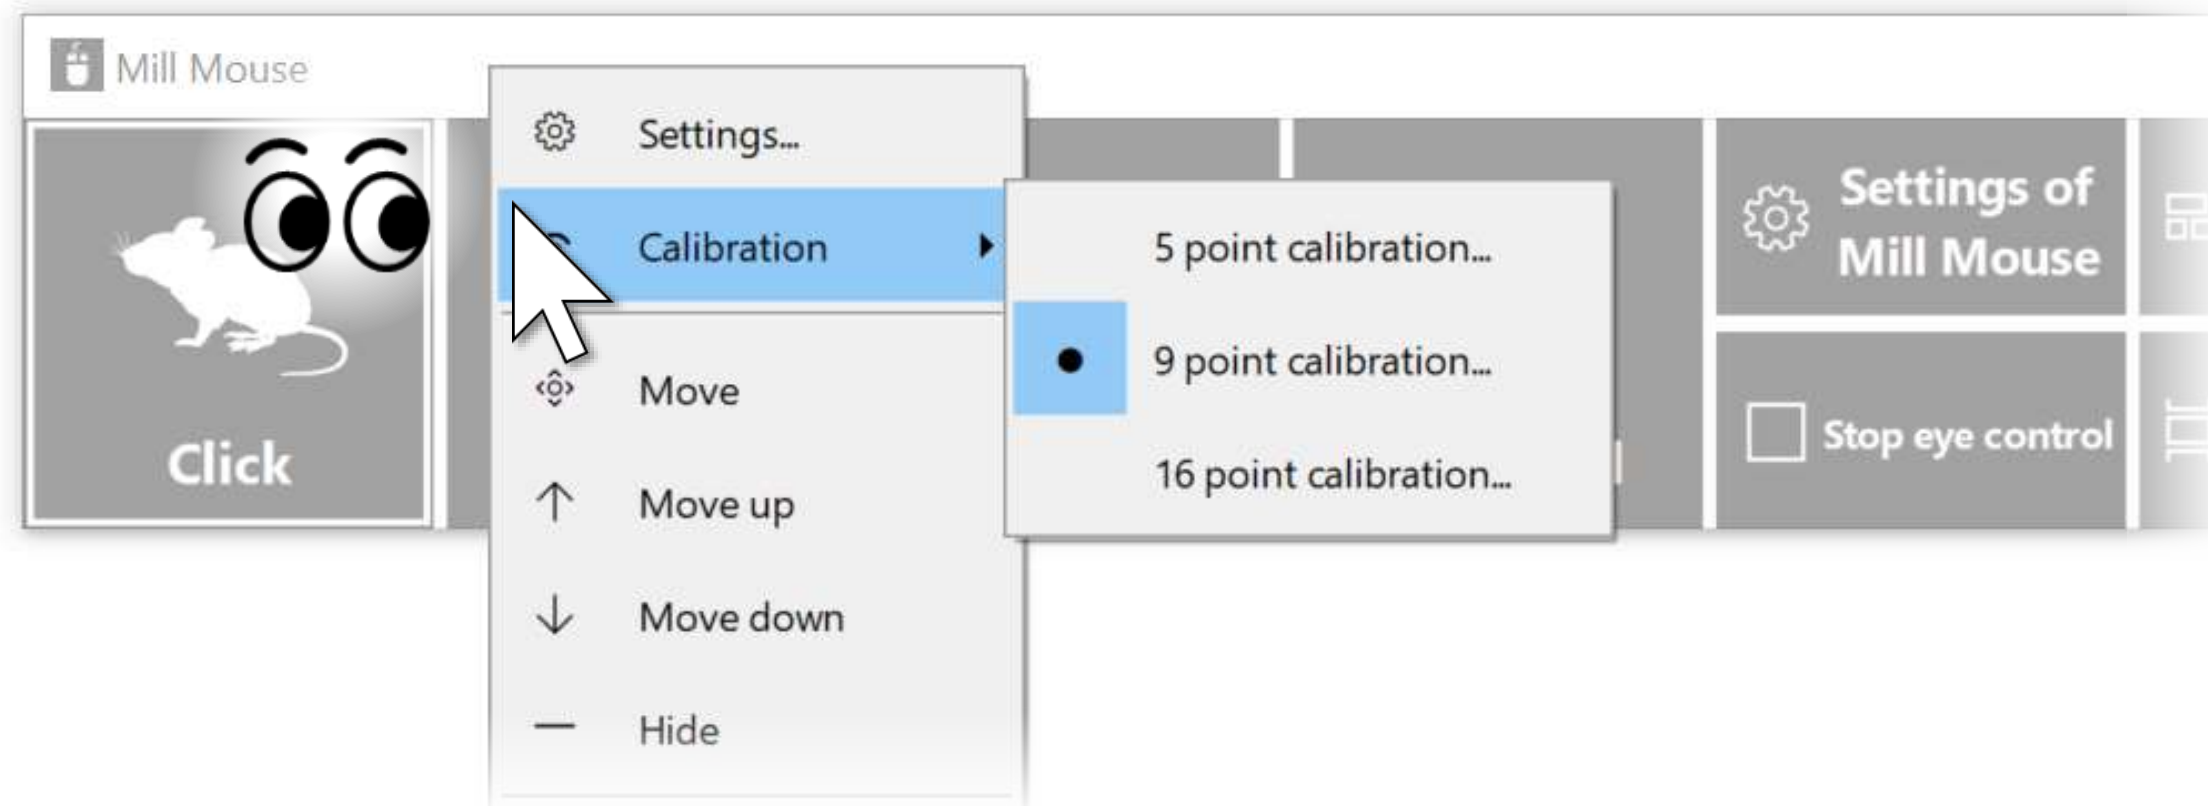 Mill Mouse
Click
Settings...
Calibration
Move
Move up
Move down
Hide
5 point calibration...
9 point calibration...
16 point calibration...
Settings of
Mill Mouse
Stop eye control